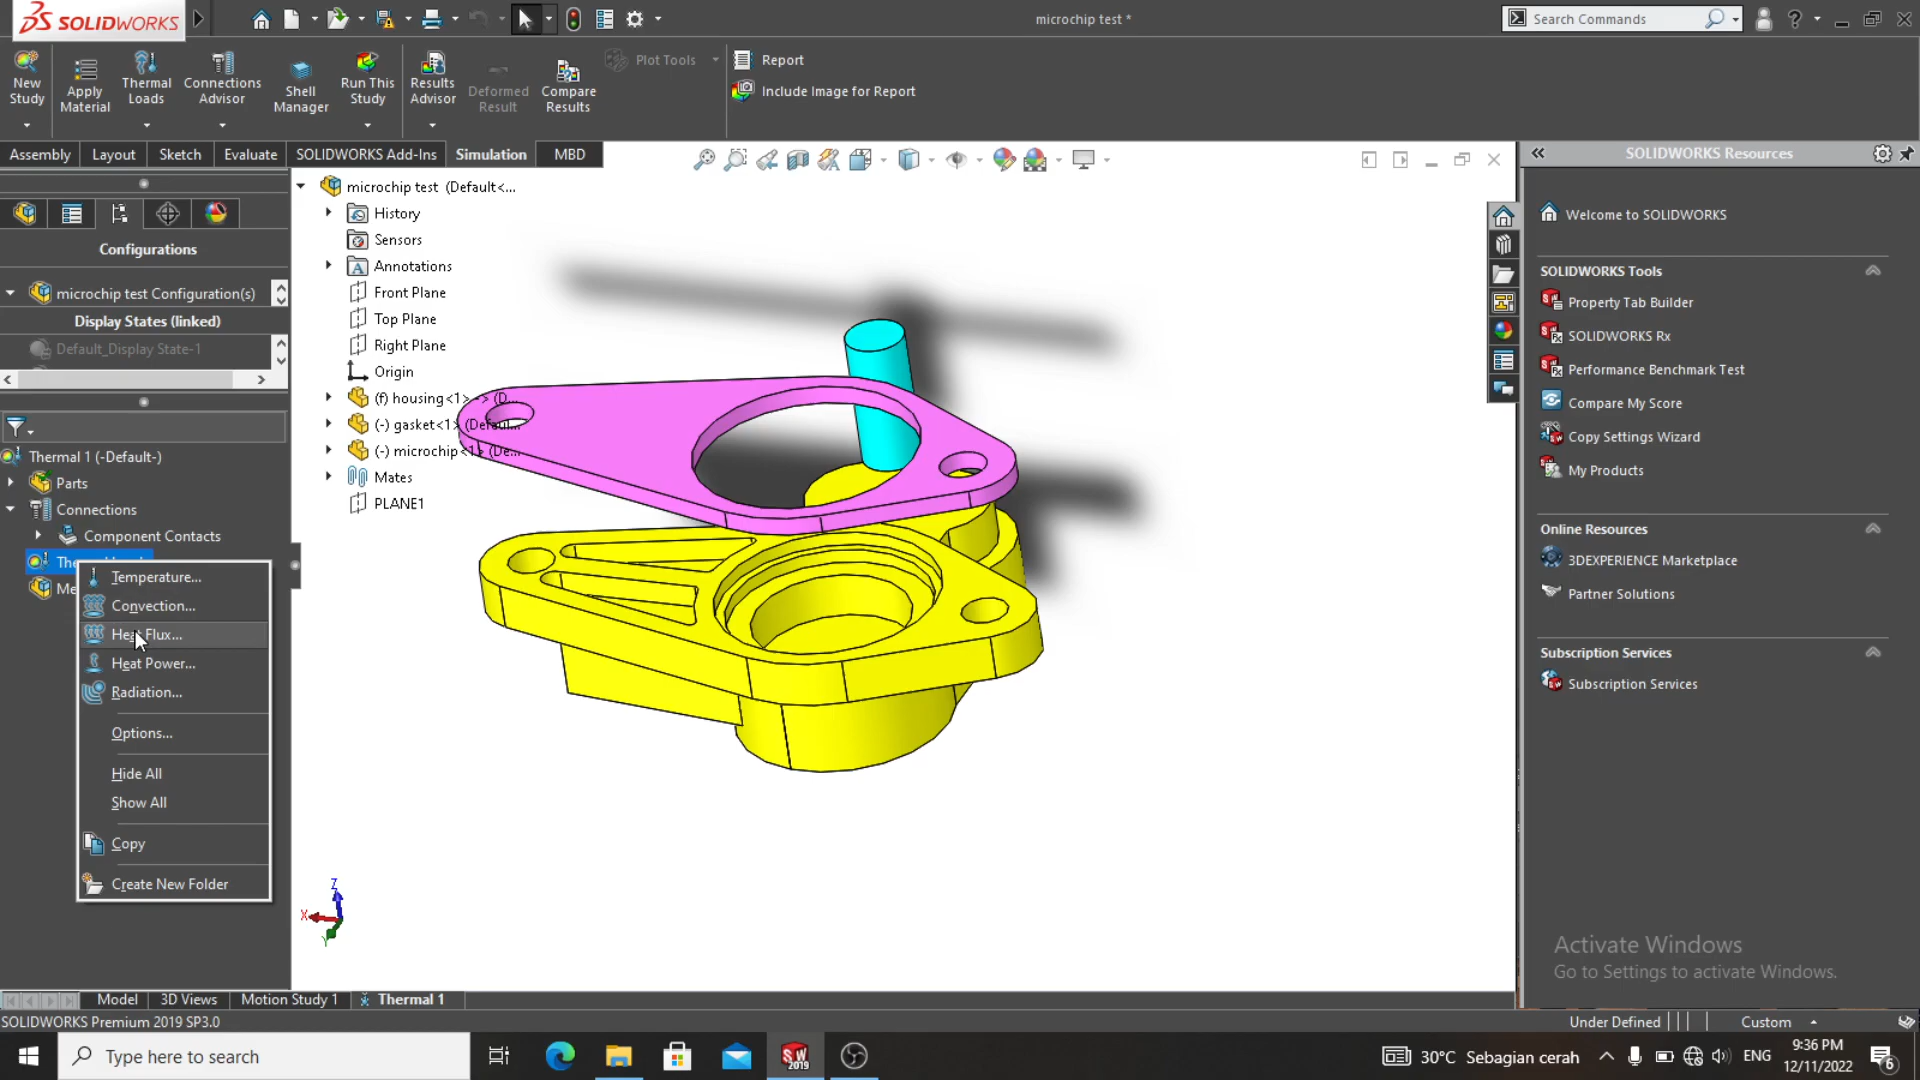 SOLIDWORKS
microchip test *
Search Commands
New Study
Apply Material
Thermal Loads
Connections Advisor
Shell Manager
Run This Study
Results Advisor
Deformed Result
Compare Results
Plot Tools
Report
Include Image for Report
Assembly
Layout
Sketch
Evaluate
SOLIDWORKS Add-Ins
Simulation
MBD
Configurations
microchip test Configuration(s)
Display States (linked)
Default_Display State-1
Thermal 1 (-Default-)
Parts
Connections
Component Contacts
Temperature...
Convection...
Heat Flux...
Heat Power...
Radiation...
Options...
Hide All
Show All
Copy
Create New Folder
microchip test (Default<...
History
Sensors
Annotations
Front Plane
Top Plane
Right Plane
Origin
(f) housing<1> -> (D...
(-) gasket<1> (Defaul...
(-) microchip<1> (De...
Mates
PLANE1
Z
X
Y
SOLIDWORKS Resources
Welcome to SOLIDWORKS
SOLIDWORKS Tools
Property Tab Builder
SOLIDWORKS Rx
Performance Benchmark Test
Compare My Score
Copy Settings Wizard
My Products
Online Resources
3DEXPERIENCE Marketplace
Partner Solutions
Subscription Services
Subscription Services
Activate Windows
Go to Settings to activate Windows.
Model
3D Views
Motion Study 1
Thermal 1
SOLIDWORKS Premium 2019 SP3.0
Under Defined
Custom
Type here to search
SW 2019
30°C Sebagian cerah
ENG
9:36 PM
12/11/2022
6